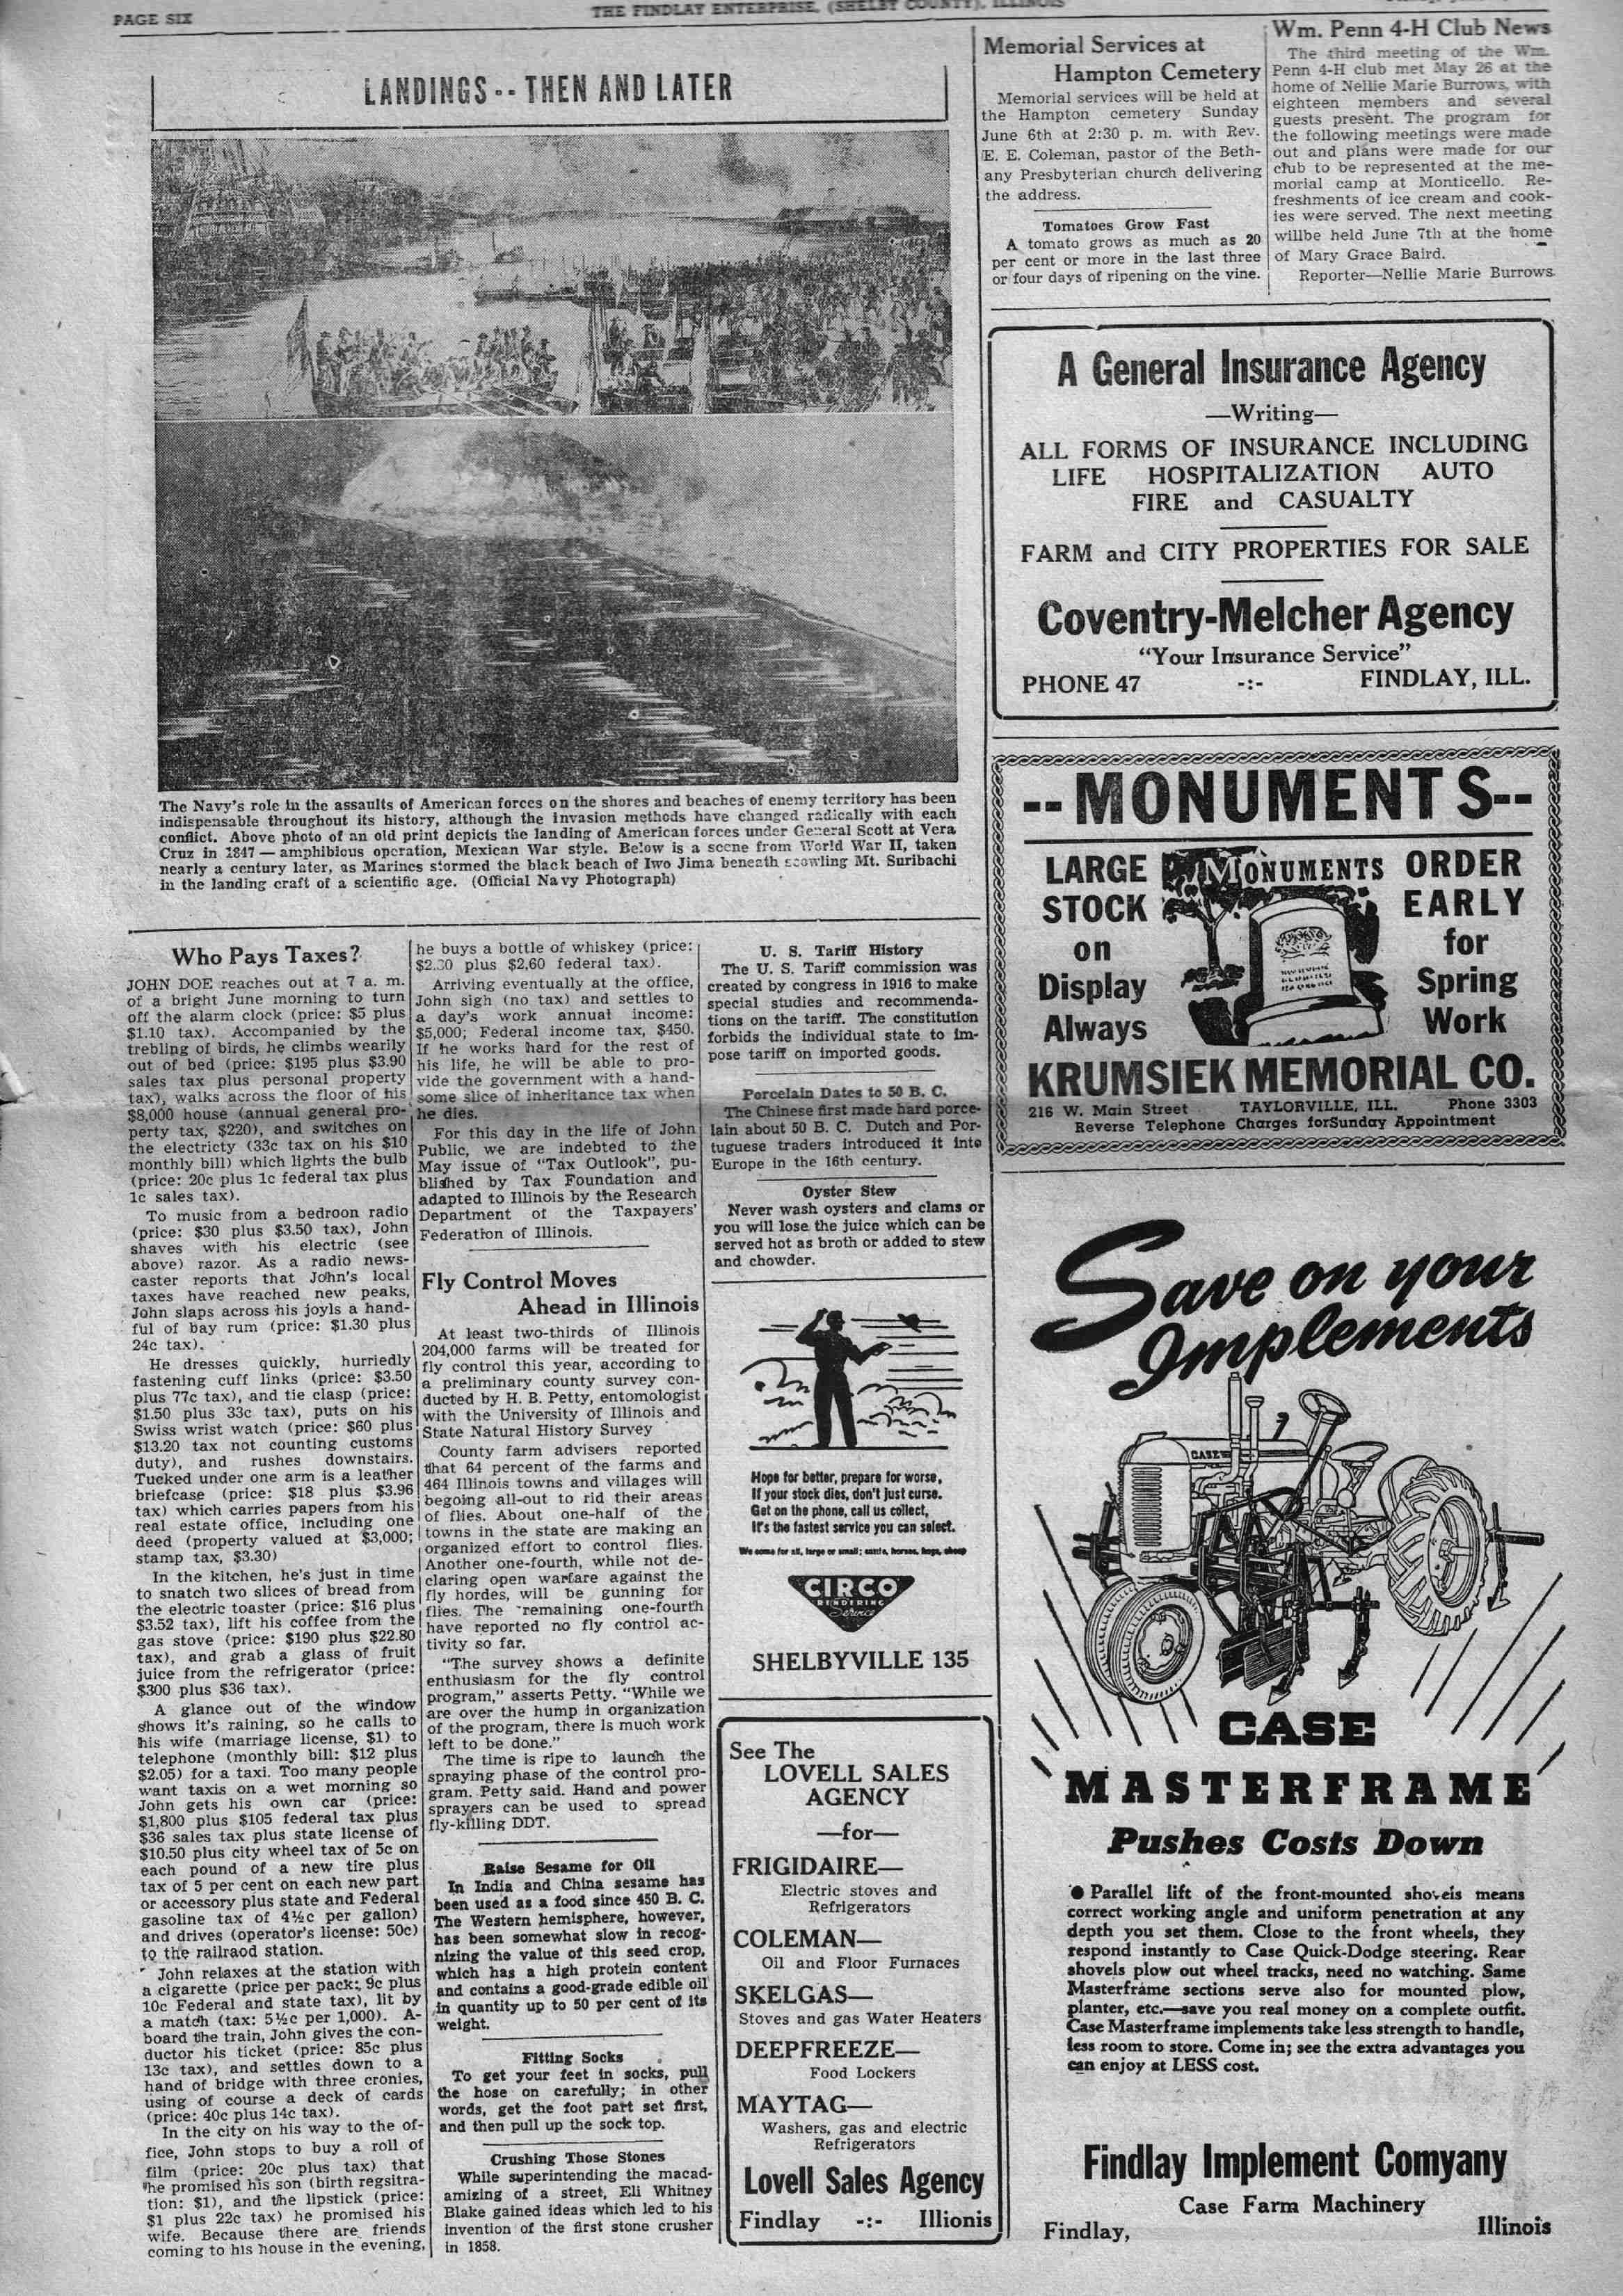 PAGE SIX
THE FINDLAY ENTERPRISE, (SHELBY COUNTY), ILLINOIS
LANDINGS -- THEN AND LATER
The Navy's role in the assaults of American forces on the shores and beaches of enemy territory has been
indispensable throughout its history, although the invasion methods have changed radically with each
conflict. Above photo of an old print depicts the landing of American forces under General Scott at Vera
Cruz in 1847 — amphibious operation, Mexican War style. Below is a scene from World War II, taken
nearly a century later, as Marines stormed the black beach of Iwo Jima beneath scowling Mt. Suribachi
in the landing craft of a scientific age. (Official Navy Photograph)
Who Pays Taxes?
JOHN DOE reaches out at 7 a. m.
of a bright June morning to turn
off the alarm clock (price: $5 plus
$1.10 tax). Accompanied by the
trebling of birds, he climbs wearily
out of bed (price: $195 plus $3.90
sales tax plus personal property
tax), walks across the floor of his
$8,000 house (annual general pro-
perty tax, $220), and switches on
the electricty (33c tax on his $10
monthly bill) which lights the bulb
(price: 20c plus 1c federal tax plus
1c sales tax).
To music from a bedroon radio
(price: $30 plus $3.50 tax), John
shaves with his electric (see
above) razor. As a radio news-
caster reports that John's local
taxes have reached new peaks,
John slaps across his joyls a hand-
ful of bay rum (price: $1.30 plus
24c tax).
He dresses quickly, hurriedly
fastening cuff links (price: $3.50
plus 77c tax), and tie clasp (price:
$1.50 plus 33c tax), puts on his
Swiss wrist watch (price: $60 plus
$13.20 tax not counting customs
duty), and rushes downstairs.
Tucked under one arm is a leather
briefcase (price: $18 plus $3.96
tax) which carries papers from his
real estate office, including one
deed (property valued at $3,000;
stamp tax, $3.30)
In the kitchen, he's just in time
to snatch two slices of bread from
the electric toaster (price: $16 plus
$3.52 tax), lift his coffee from the
gas stove (price: $190 plus $22.80
tax), and grab a glass of fruit
juice from the refrigerator (price:
$300 plus $36 tax).
A glance out of the window
shows it's raining, so he calls to
his wife (marriage license, $1) to
telephone (monthly bill: $12 plus
$2.05) for a taxi. Too many people
want taxis on a wet morning so
John gets his own car (price:
$1,800 plus $105 federal tax plus
$36 sales tax plus state license of
$10.50 plus city wheel tax of 5c on
each pound of a new tire plus
tax of 5 per cent on each new part
or accessory plus state and Federal
gasoline tax of 4½c per gallon)
and drives (operator's license: 50c)
to the railraod station.
John relaxes at the station with
a cigarette (price per pack: 9c plus
10c Federal and state tax), lit by
a match (tax: 5½c per 1,000). A-
board the train, John gives the con-
ductor his ticket (price: 85c plus
13c tax), and settles down to a
hand of bridge with three cronies,
using of course a deck of cards
(price: 40c plus 14c tax).
In the city on his way to the of-
fice, John stops to buy a roll of
film (price: 20c plus tax) that
he promised his son (birth regsitra-
tion: $1), and the lipstick (price:
$1 plus 22c tax) he promised his
wife. Because there are friends
coming to his house in the evening,
he buys a bottle of whiskey (price:
$2.30 plus $2.60 federal tax).
Arriving eventually at the office,
John sigh (no tax) and settles to
a day's work annual income:
$5,000; Federal income tax, $450.
If he works hard for the rest of
his life, he will be able to pro-
vide the government with a hand-
some slice of inheritance tax when
he dies.
For this day in the life of John
Public, we are indebted to the
May issue of "Tax Outlook", pu-
blished by Tax Foundation and
adapted to Illinois by the Research
Department of the Taxpayers'
Federation of Illinois.
Fly Control Moves
Ahead in Illinois
At least two-thirds of Illinois
204,000 farms will be treated for
fly control this year, according to
a preliminary county survey con-
ducted by H. B. Petty, entomologist
with the University of Illinois and
State Natural History Survey
County farm advisers reported
that 64 percent of the farms and
464 Illinois towns and villages will
begoing all-out to rid their areas
of flies. About one-half of the
towns in the state are making an
organized effort to control flies.
Another one-fourth, while not de-
claring open warfare against the
fly hordes, will be gunning for
flies. The remaining one-fourth
have reported no fly control ac-
tivity so far.
"The survey shows a definite
enthusiasm for the fly control
program," asserts Petty. "While we
are over the hump in organization
of the program, there is much work
left to be done."
The time is ripe to launch the
spraying phase of the control pro-
gram. Petty said. Hand and power
sprayers can be used to spread
fly-killing DDT.
Raise Sesame for Oil
In India and China sesame has
been used as a food since 450 B. C.
The Western hemisphere, however,
has been somewhat slow in recog-
nizing the value of this seed crop,
which has a high protein content
and contains a good-grade edible oil
in quantity up to 50 per cent of its
weight.
Fitting Socks
To get your feet in socks, pull
the hose on carefully; in other
words, get the foot part set first,
and then pull up the sock top.
Crushing Those Stones
While superintending the macad-
amizing of a street, Eli Whitney
Blake gained ideas which led to his
invention of the first stone crusher
in 1858.
U. S. Tariff History
The U. S. Tariff commission was
created by congress in 1916 to make
special studies and recommenda-
tions on the tariff. The constitution
forbids the individual state to im-
pose tariff on imported goods.
Porcelain Dates to 50 B. C.
The Chinese first made hard porce-
lain about 50 B. C. Dutch and Por-
tuguese traders introduced it into
Europe in the 16th century.
Oyster Stew
Never wash oysters and clams or
you will lose the juice which can be
served hot as broth or added to stew
and chowder.
Hope for better, prepare for worse,
If your stock dies, don't just curse.
Get on the phone, call us collect,
It's the fastest service you can select.
We come for all, large or small; cattle, horses, hogs, sheep
CIRCO
RENDERING
Service
SHELBYVILLE 135
See The
LOVELL SALES
AGENCY
—for—
FRIGIDAIRE—
Electric stoves and
Refrigerators
COLEMAN—
Oil and Floor Furnaces
SKELGAS—
Stoves and gas Water Heaters
DEEPFREEZE—
Food Lockers
MAYTAG—
Washers, gas and electric
Refrigerators
Lovell Sales Agency
Findlay -:- Illionis
Memorial Services at
Hampton Cemetery
Memorial services will be held at
the Hampton cemetery Sunday
June 6th at 2:30 p. m. with Rev.
E. E. Coleman, pastor of the Beth-
any Presbyterian church delivering
the address.
Tomatoes Grow Fast
A tomato grows as much as 20
per cent or more in the last three
or four days of ripening on the vine.
Wm. Penn 4-H Club News
The third meeting of the Wm.
Penn 4-H club met May 26 at the
home of Nellie Marie Burrows, with
eighteen members and several
guests present. The program for
the following meetings were made
out and plans were made for our
club to be represented at the me-
morial camp at Monticello. Re-
freshments of ice cream and cook-
ies were served. The next meeting
willbe held June 7th at the home
of Mary Grace Baird.
Reporter—Nellie Marie Burrows
A General Insurance Agency
—Writing—
ALL FORMS OF INSURANCE INCLUDING
LIFE HOSPITALIZATION AUTO
FIRE and CASUALTY
FARM and CITY PROPERTIES FOR SALE
Coventry-Melcher Agency
"Your Insurance Service"
PHONE 47 -:- FINDLAY, ILL.
--MONUMENTS--
LARGE
STOCK
on
Display
Always
MONUMENTS
ORDER
EARLY
for
Spring
Work
KRUMSIEK MEMORIAL CO.
216 W. Main Street TAYLORVILLE, ILL. Phone 3303
Reverse Telephone Charges forSunday Appointment
Save on your
Implements
CASE
CASE
MASTERFRAME
Pushes Costs Down
● Parallel lift of the front-mounted shovels means
correct working angle and uniform penetration at any
depth you set them. Close to the front wheels, they
respond instantly to Case Quick-Dodge steering. Rear
shovels plow out wheel tracks, need no watching. Same
Masterframe sections serve also for mounted plow,
planter, etc.—save you real money on a complete outfit.
Case Masterframe implements take less strength to handle,
less room to store. Come in; see the extra advantages you
can enjoy at LESS cost.
Findlay Implement Comyany
Case Farm Machinery
Findlay, Illinois